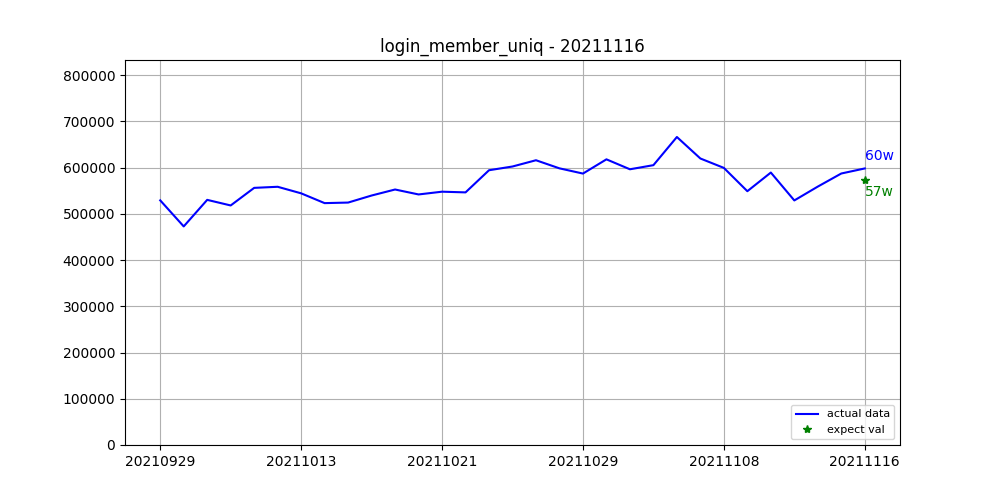 login_member_uniq - 20211116
800000
700000
600000
500000
400000
300000
200000
100000
0
60w
57w
actual data
expect val
20210929 20211013 20211021 20211029 20211108 20211116